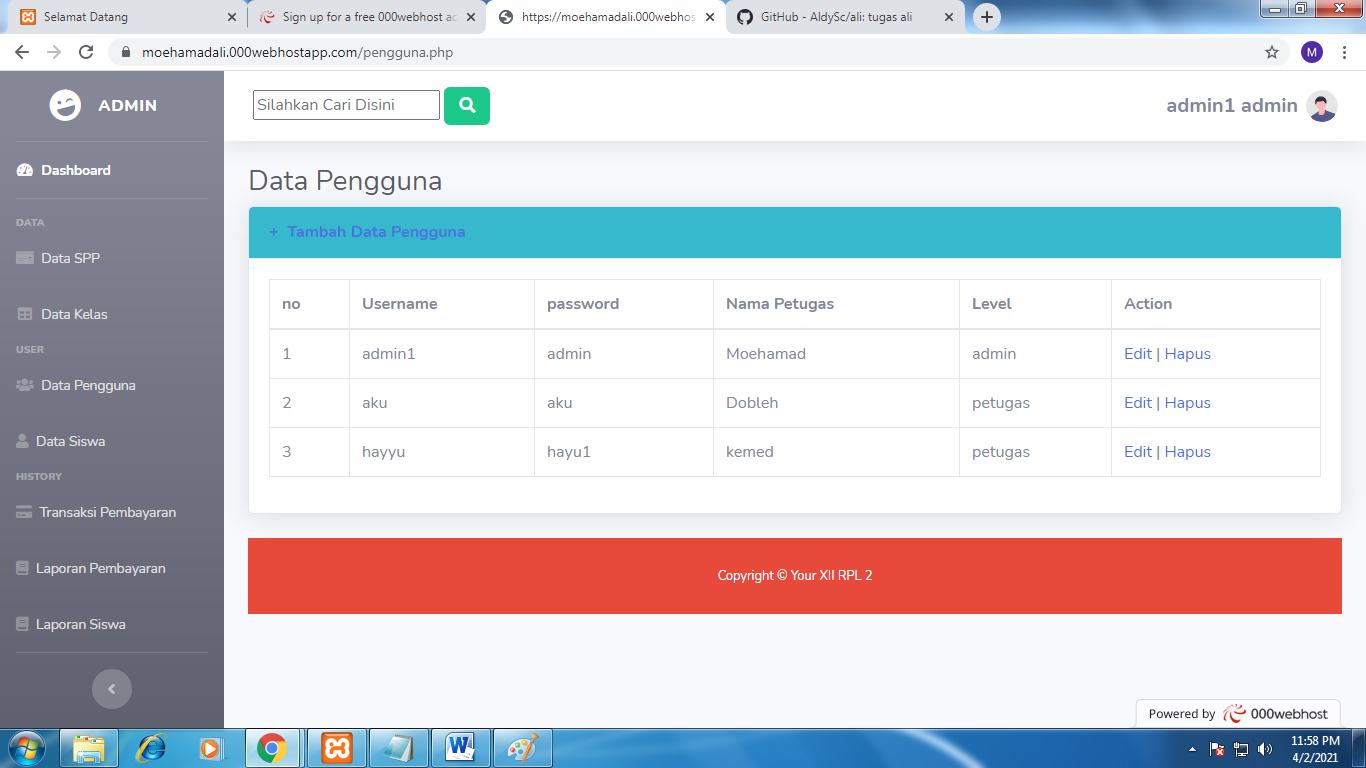 Selamat Datang
Sign up for a free 000webhost ac
https://moehamadali.000webhos
GitHub - AldySc/ali: tugas ali
moehamadali.000webhostapp.com/pengguna.php
M
ADMIN
Silahkan Cari Disini
admin1 admin
Dashboard
DATA
Data SPP
Data Kelas
USER
Data Pengguna
Data Siswa
HISTORY
Transaksi Pembayaran
Laporan Pembayaran
Laporan Siswa
Data Pengguna
+ Tambah Data Pengguna
no Username password Nama Petugas Level Action
1 admin1 admin Moehamad admin Edit | Hapus
2 aku aku Dobleh petugas Edit | Hapus
3 hayyu hayu1 kemed petugas Edit | Hapus
Copyright © Your XII RPL 2
Powered by 000webhost
11:58 PM
4/2/2021